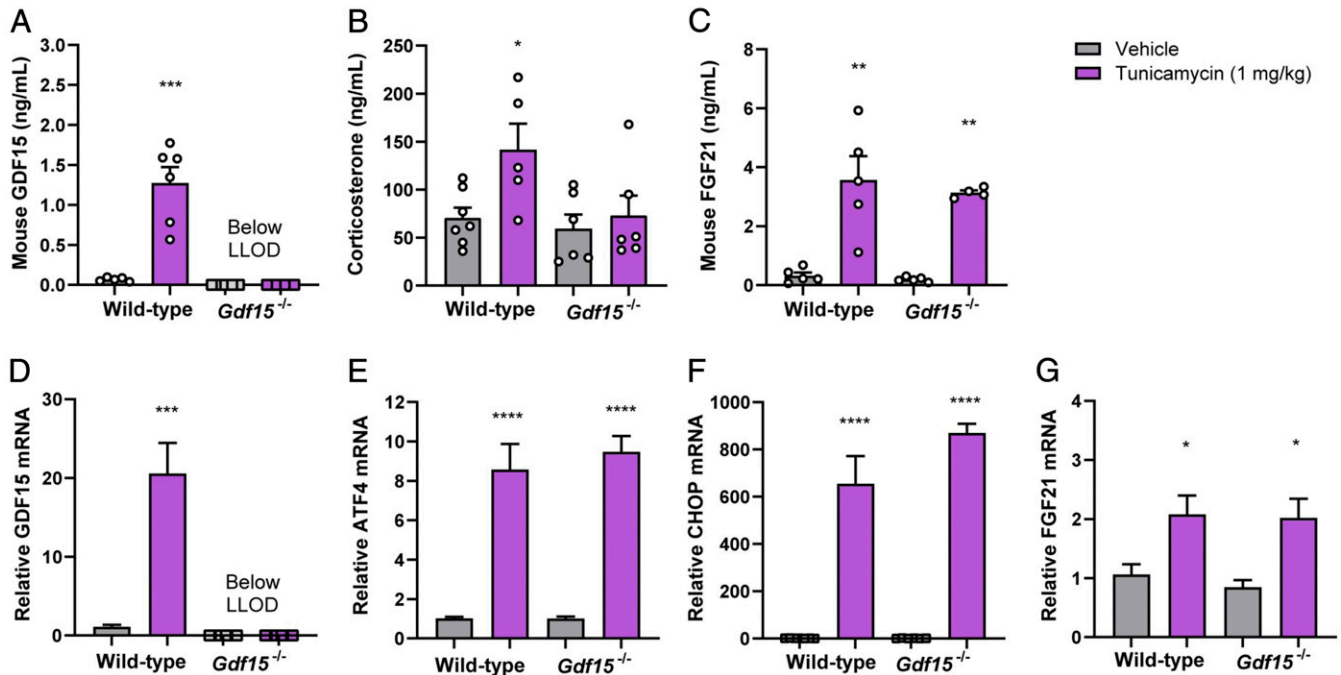 A
Mouse GDF15 (ng/mL)
3.0
2.5
2.0
1.5
1.0
0.5
0.0
***
Below
LLOD
Wild-type
Gdf15-/-
B
Corticosterone (ng/mL)
250
200
150
100
50
0
*
Wild-type
Gdf15-/-
C
Mouse FGF21 (ng/mL)
8
6
4
2
0
**
**
Wild-type
Gdf15-/-
Vehicle
Tunicamycin (1 mg/kg)
D
Relative GDF15 mRNA
30
20
10
0
***
Below
LLOD
Wild-type
Gdf15-/-
E
Relative ATF4 mRNA
12
10
8
6
4
2
0
****
****
Wild-type
Gdf15-/-
F
Relative CHOP mRNA
1000
800
600
400
200
0
****
****
Wild-type
Gdf15-/-
G
Relative FGF21 mRNA
4
3
2
1
0
*
*
Wild-type
Gdf15-/-